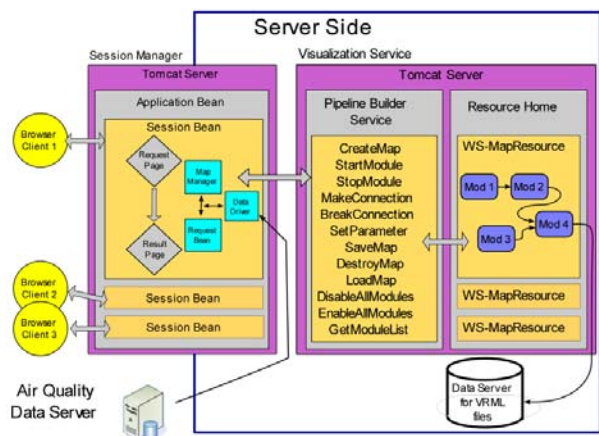 Server Side
Session Manager
Visualization Service
Tomcat Server
Tomcat Server
Application Bean
Session Bean
Browser
Client 1
Request
Page
Map
Manager
Data
Driver
Request
Bean
Result
Page
Browser
Client 2
Browser
Client 3
Session Bean
Session Bean
Pipeline Builder
Service
CreateMap
StartModule
StopModule
MakeConnection
BreakConnection
SetParameter
SaveMap
DestroyMap
LoadMap
DisableAllModules
EnableAllModules
GetModuleList
Resource Home
WS-MapResource
Mod 1
Mod 2
Mod 3
Mod 4
WS-MapResource
WS-MapResource
Air Quality
Data Server
Data Server
for VRML
files